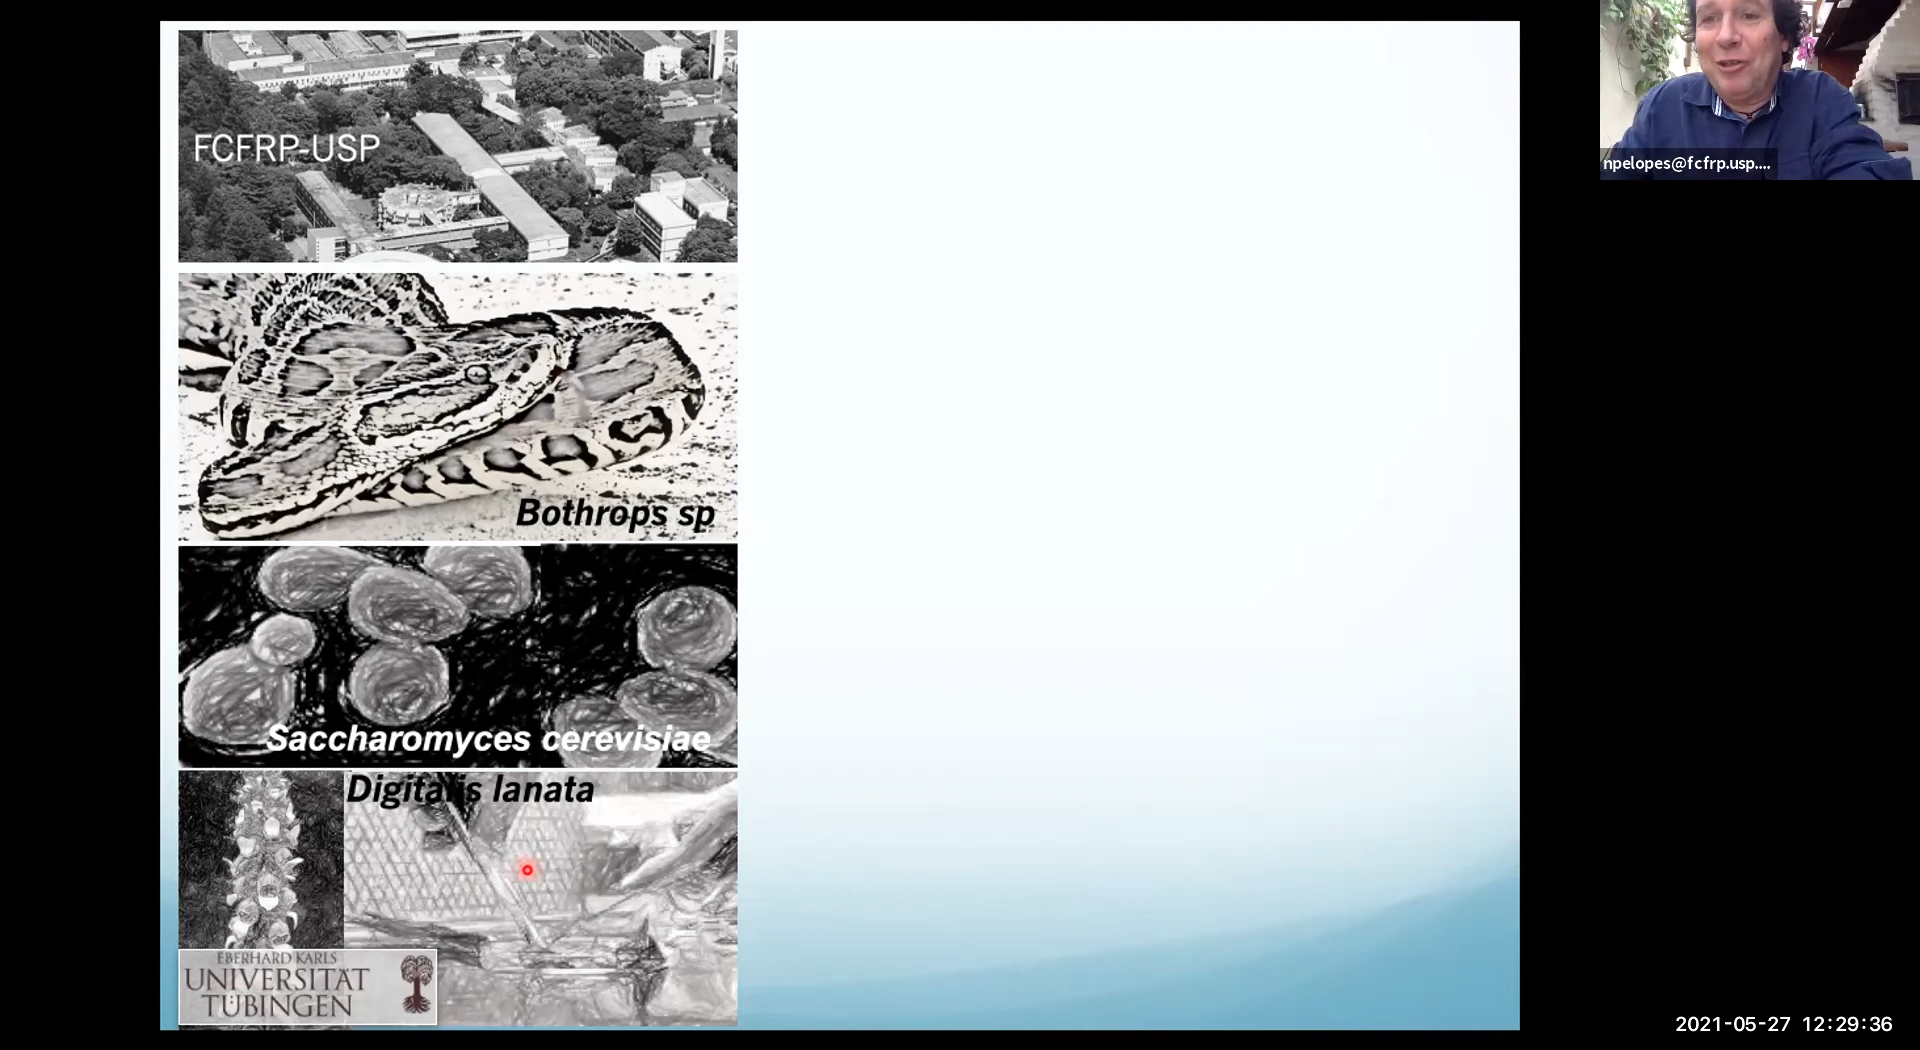 FCFRP-USP
npelopes@fcfrp.usp....
Bothrops sp
Saccharomyces cerevisiae
Digitalis lanata
EBERHARD KARLS
UNIVERSITÄT
TÜBINGEN
2021-05-27 12:29:36